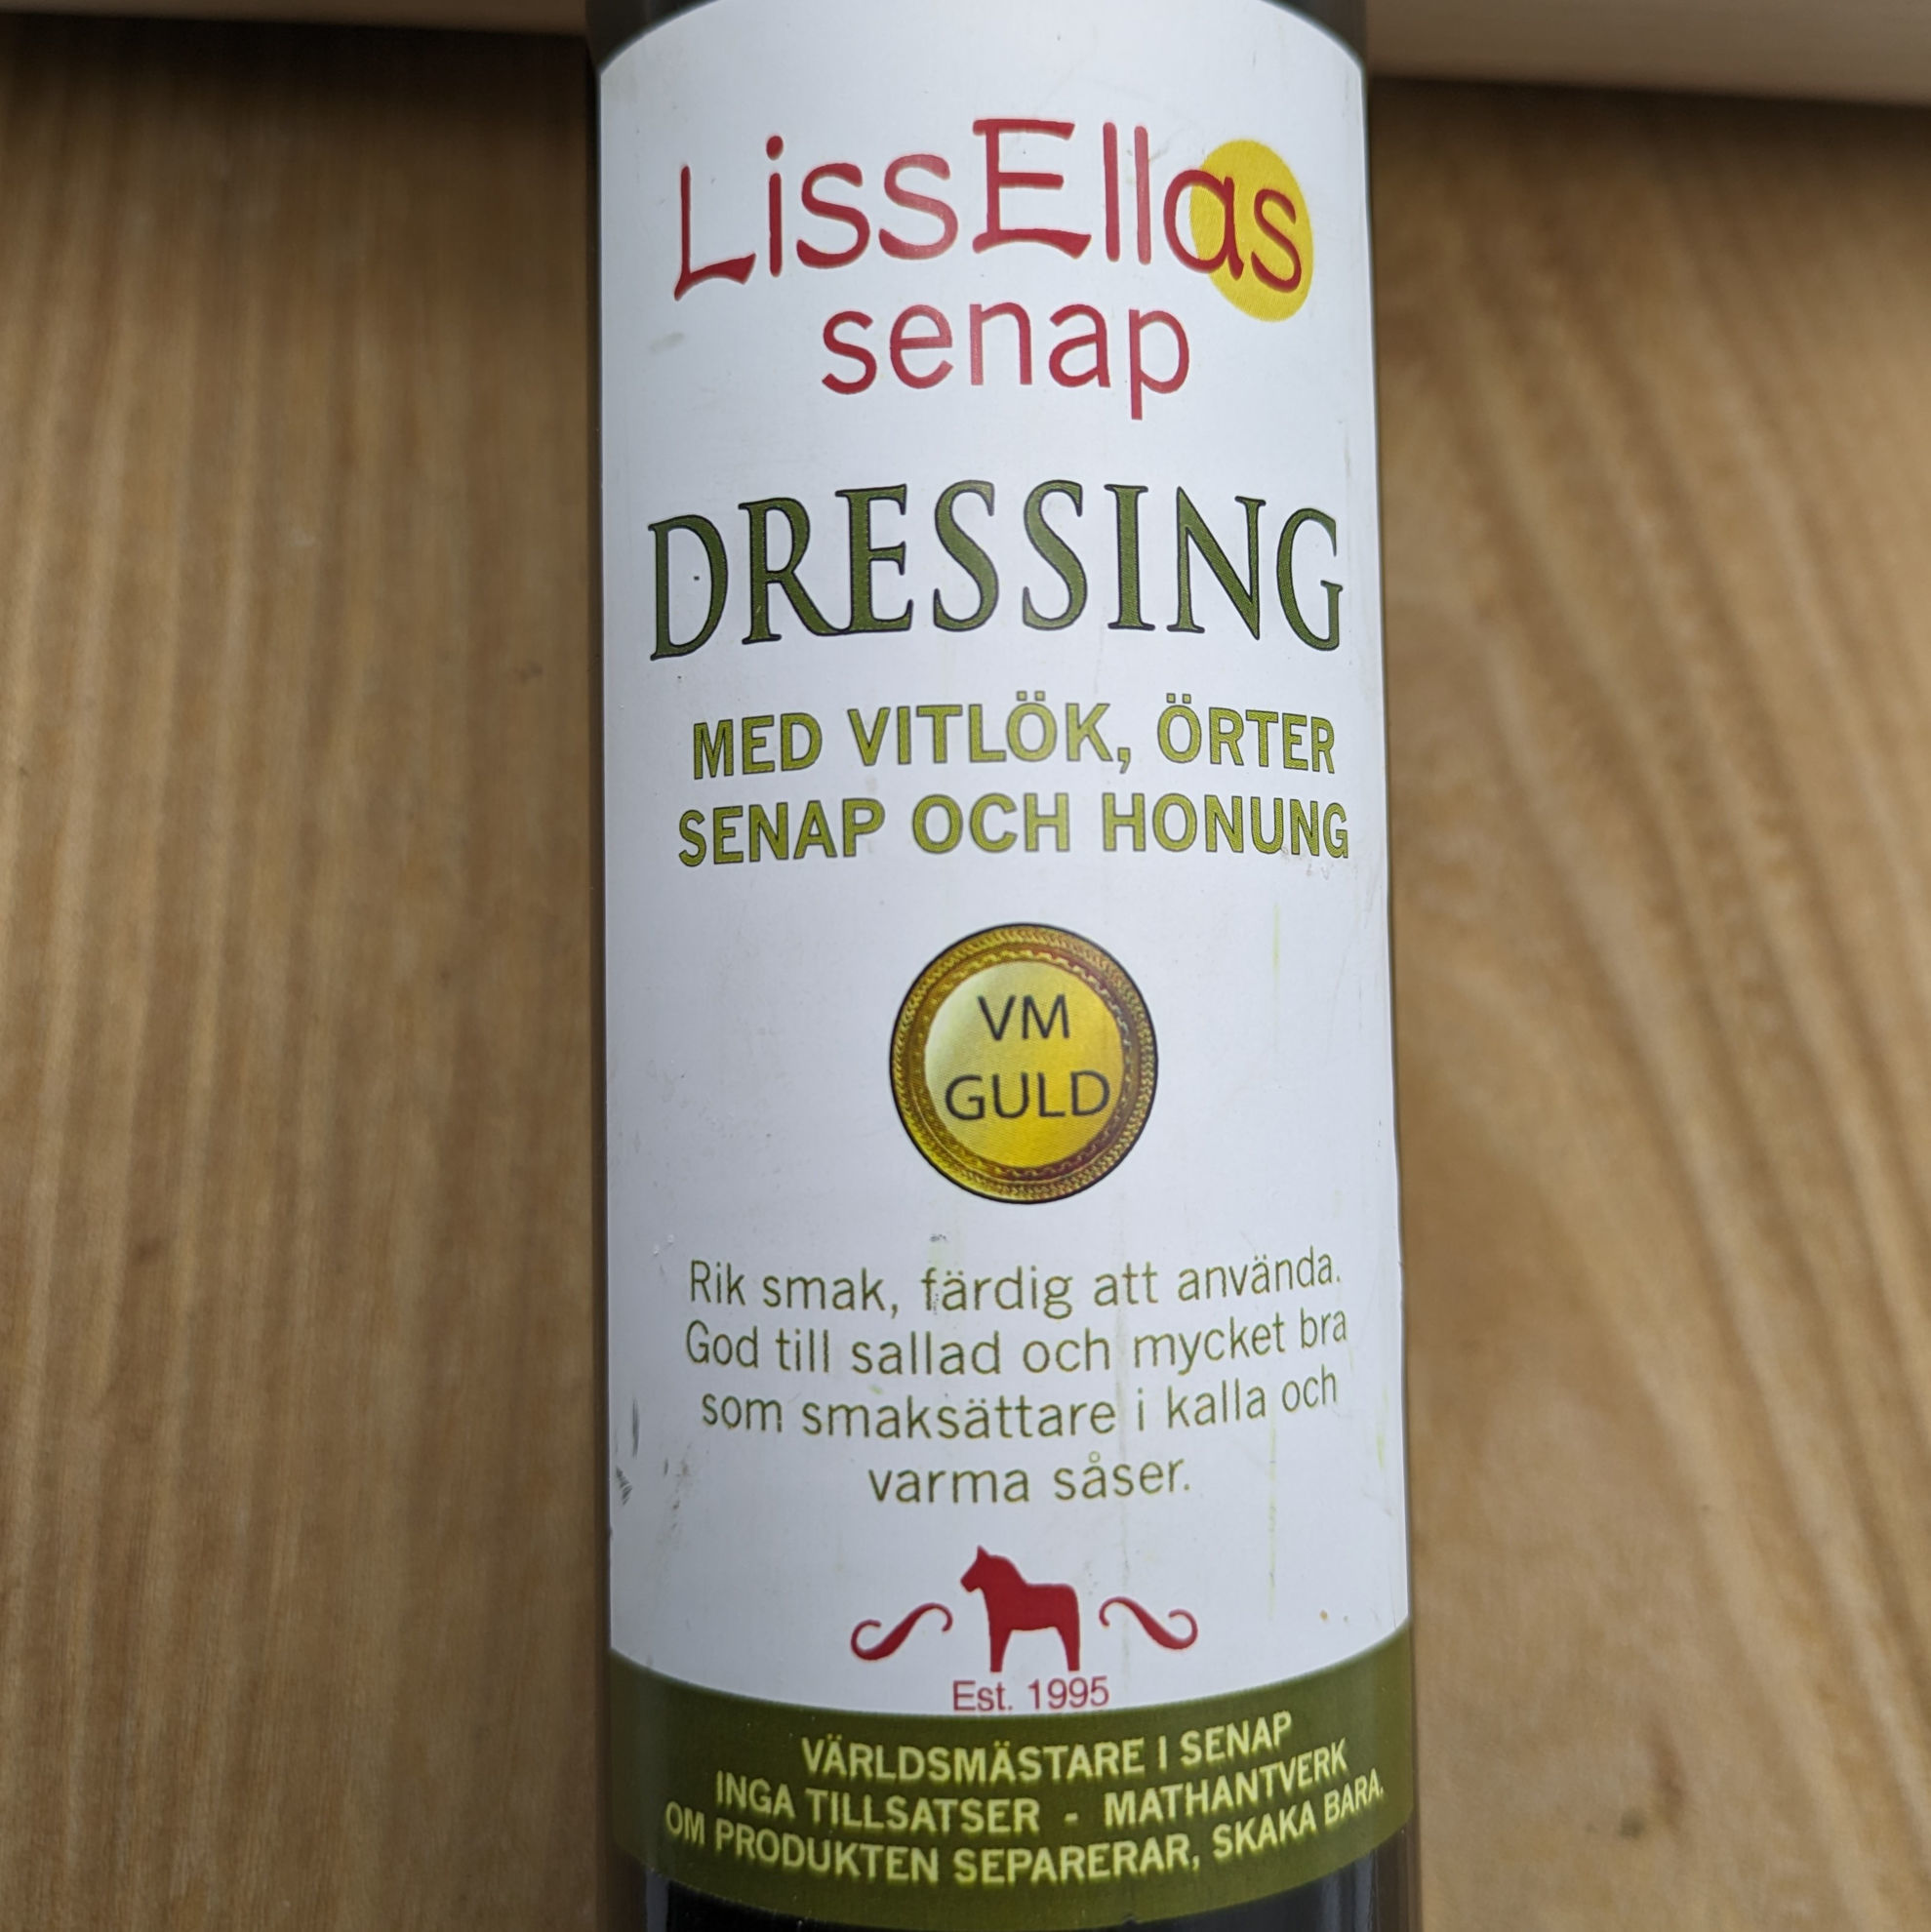 LissEllas
senap
DRESSING
MED VITLÖK, ÖRTER
SENAP OCH HONUNG
VM
GULD
Rik smak, färdig att använda.
God till sallad och mycket bra
som smaksättare i kalla och
varma såser.
Est. 1995
VÄRLDSMÄSTARE I SENAP
INGA TILLSATSER - MATHANTVERK
OM PRODUKTEN SEPARERAR, SKAKA BARA.